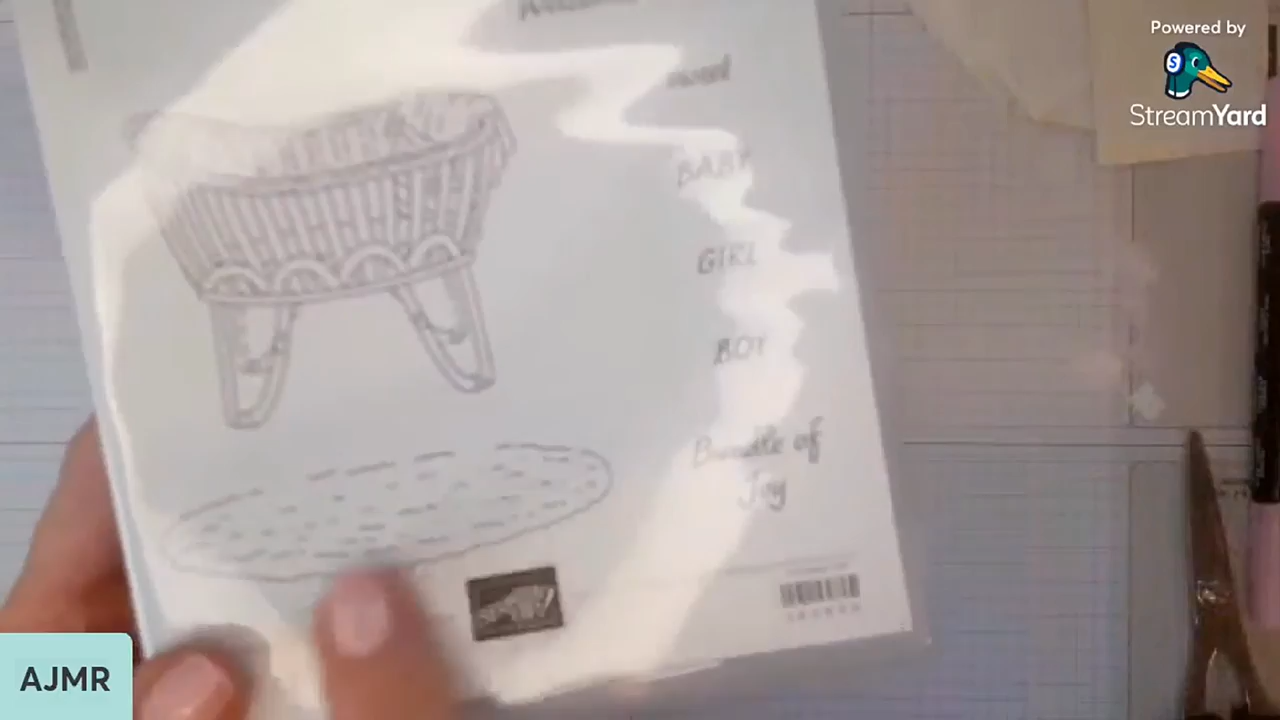 Powered by
StreamYard
BABY
GIRL
BOY
Bundle of
Joy
AJMR